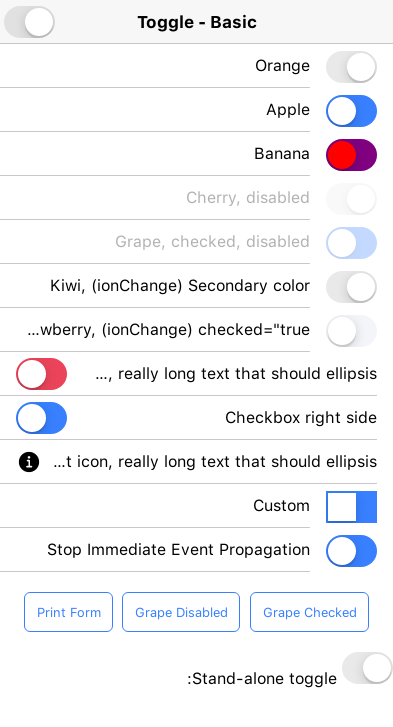 Toggle - Basic
Orange
Apple
Banana
Cherry, disabled
Grape, checked, disabled
Kiwi, (ionChange) Secondary color
...wberry, (ionChange) checked="true
..., really long text that should ellipsis
Checkbox right side
...t icon, really long text that should ellipsis
Custom
Stop Immediate Event Propagation
Print Form Grape Disabled Grape Checked
:Stand-alone toggle